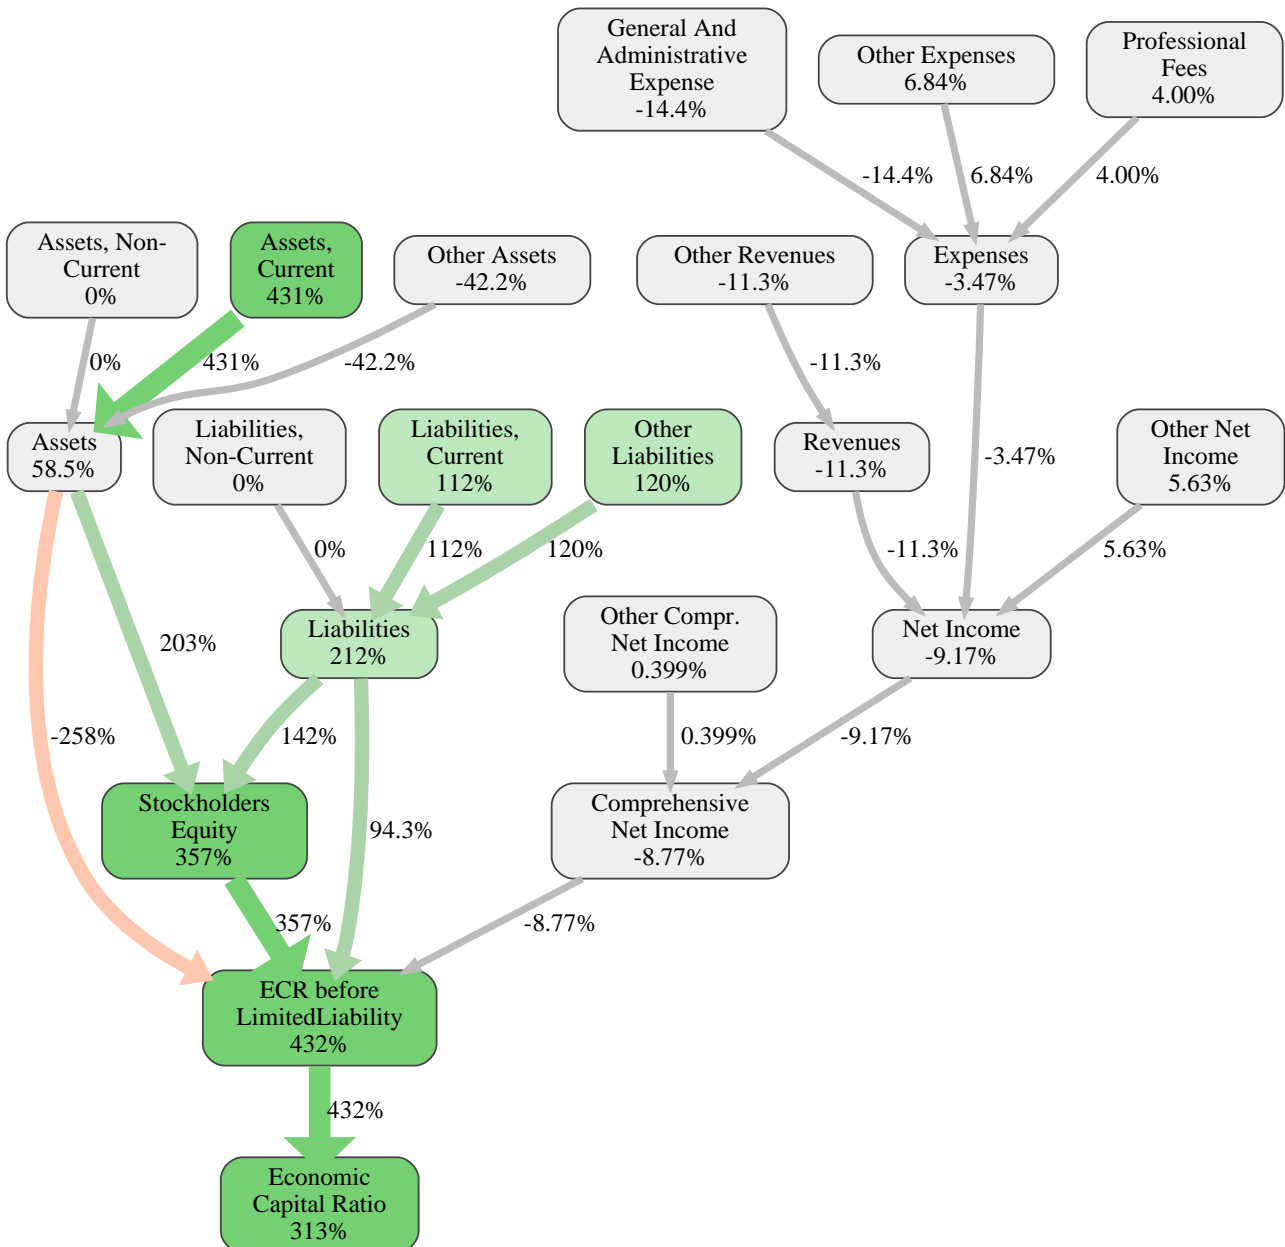 General And
Administrative
Expense
-14.4%
Other Expenses
6.84%
Professional
Fees
4.00%
-14.4%
6.84%
4.00%
Assets, Non-
Current
0%
Assets,
Current
431%
Other Assets
-42.2%
Other Revenues
-11.3%
Expenses
-3.47%
0%
431%
-42.2%
-11.3%
Assets
58.5%
Liabilities,
Non-Current
0%
Liabilities,
Current
112%
Other
Liabilities
120%
Revenues
-11.3%
-3.47%
Other Net
Income
5.63%
0%
112%
120%
-11.3%
5.63%
203%
Liabilities
212%
Other Compr.
Net Income
0.399%
Net Income
-9.17%
-258%
142%
0.399%
-9.17%
Stockholders
Equity
357%
94.3%
Comprehensive
Net Income
-8.77%
357%
-8.77%
ECR before
LimitedLiability
432%
432%
Economic
Capital Ratio
313%